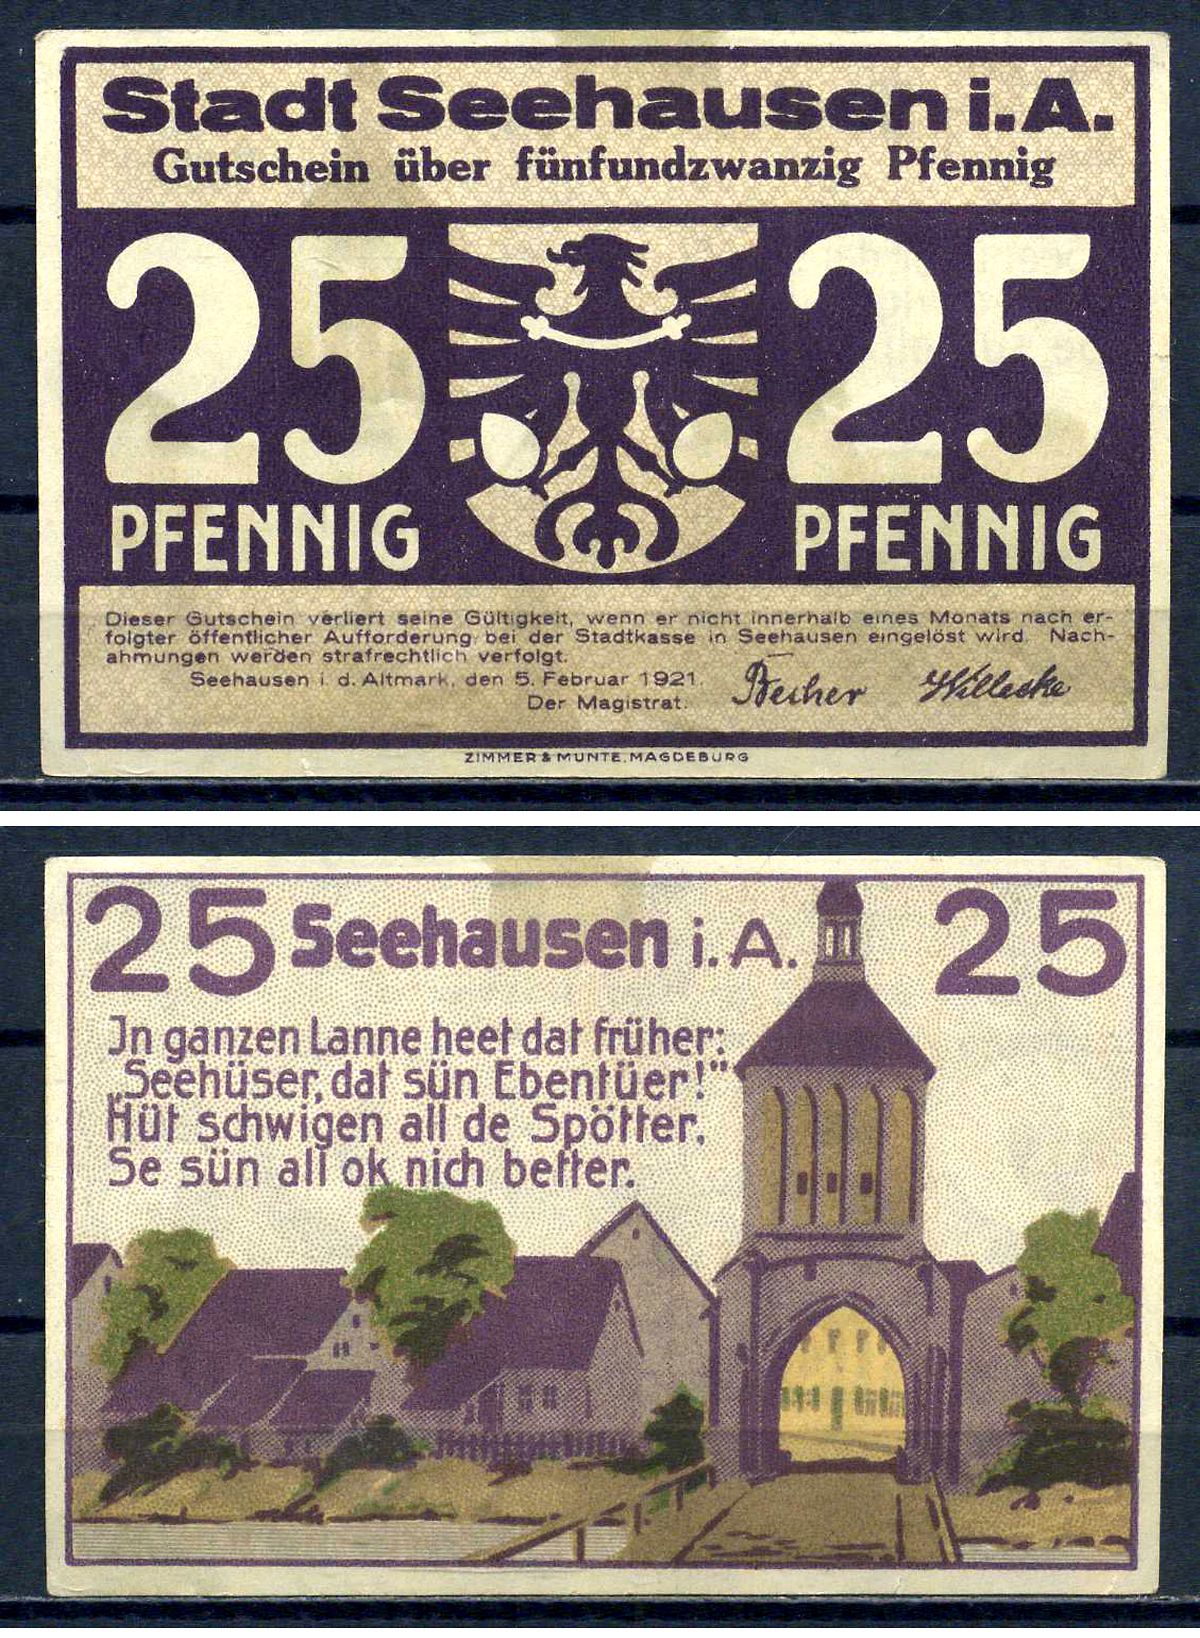 Stadt Seehausen i.A.
Gutschein über fünfundzwanzig Pfennig
25 25
PFENNIG PFENNIG
Dieser Gutschein verliert seine Gültigkeit, wenn er nicht innerhalb eines Monats nach er-
folgter öffentlicher Aufforderung bei der Stadtkasse in Seehausen eingelöst wird. Nach-
ahmungen werden strafrechtlich verfolgt.
Seehausen i. d. Altmark, den 5. Februar 1921.
Der Magistrat. Becher Willecke
ZIMMER & MUNTE, MAGDEBURG
25 Seehausen i.A. 25
In ganzen Lanne heet dat früher:
„Seehüser, dat sün Ebentüer!"
Hüt schwigen all de Spötter,
Se sün all ok nich better.